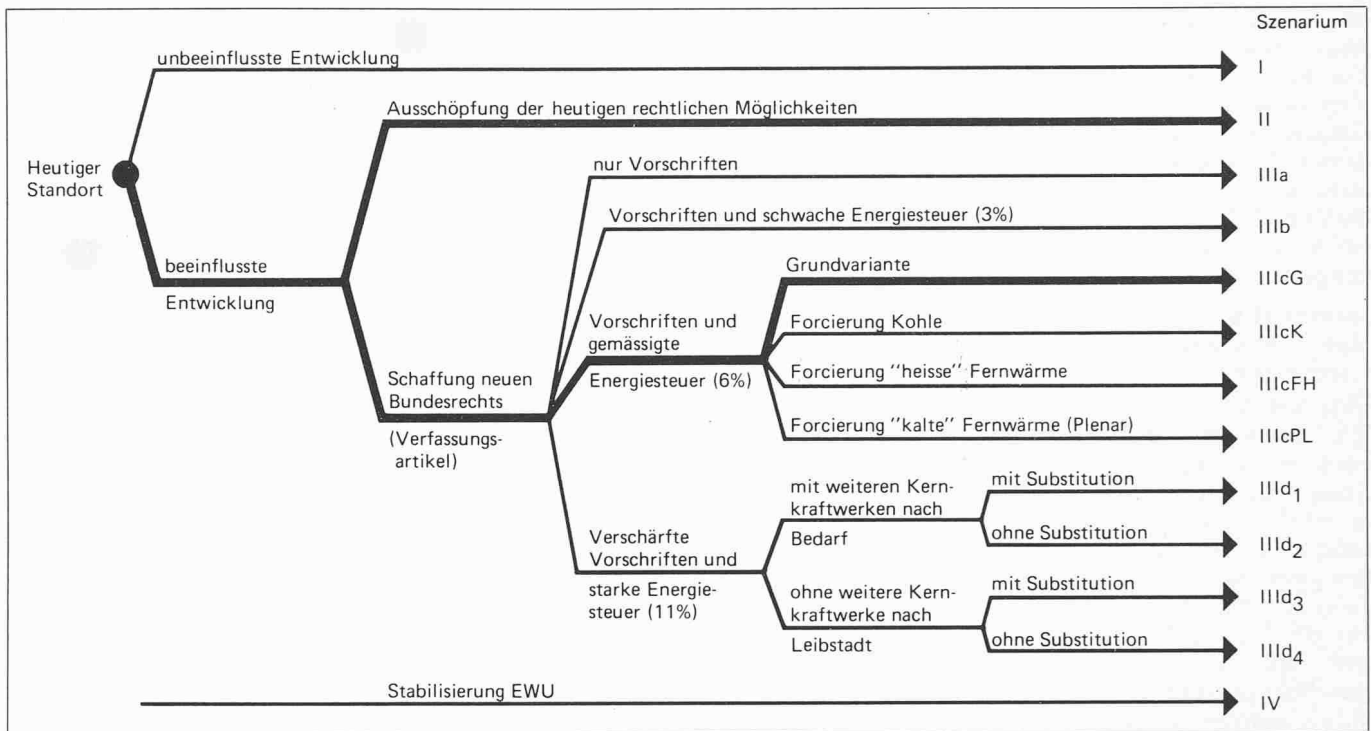 Szenarium
unbeeinflusste Entwicklung
I
Ausschöpfung der heutigen rechtlichen Möglichkeiten
II
Heutiger
Standort
nur Vorschriften
IIIa
Vorschriften und schwache Energiesteuer (3%)
IIIb
beeinflusste
Entwicklung
Grundvariante
IIIcG
Vorschriften und
gemässigte
Energiesteuer (6%)
Forcierung Kohle
IIIcK
Forcierung "heisse" Fernwärme
IIIcFH
Schaffung neuen
Bundesrechts
(Verfassungs-
artikel)
Forcierung "kalte" Fernwärme (Plenar)
IIIcPL
mit weiteren Kern-
kraftwerken nach
Bedarf
mit Substitution
IIId1
ohne Substitution
IIId2
Verschärfte
Vorschriften und
starke Energie-
steuer (11%)
ohne weitere Kern-
kraftwerke nach
Leibstadt
mit Substitution
IIId3
ohne Substitution
IIId4
Stabilisierung EWU
IV